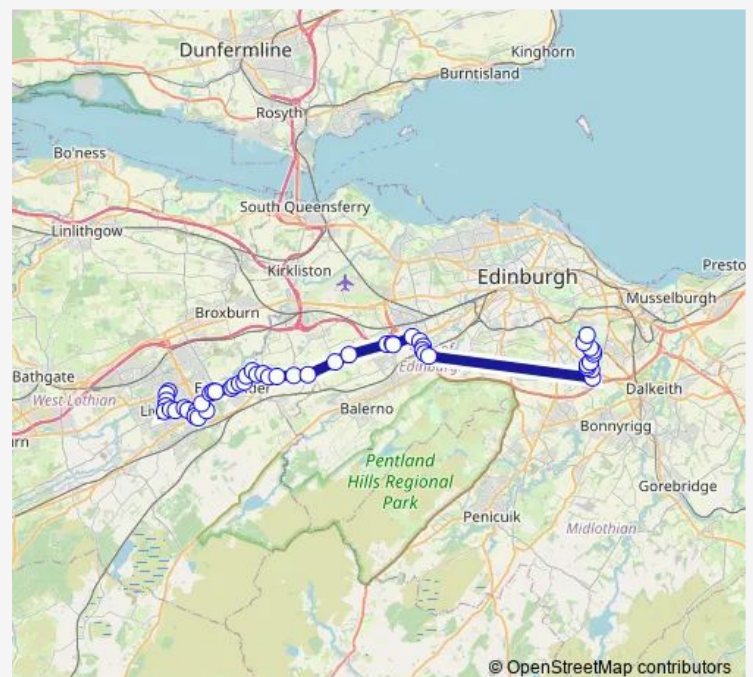 Dunfermline
Kinghorn
Burntisland
Rosyth
Bo'ness
South Queensferry
Linlithgow
Kirkliston
Edinburgh
Presto
Musselburgh
Broxburn
Bathgate
West Lothian
Edinburgh
Dalkeith
Balerno
Bonnyrigg
Pentland
Hills Regional
Park
Gorebridge
Penicuik
Midlothian
© OpenStreetMap contributors